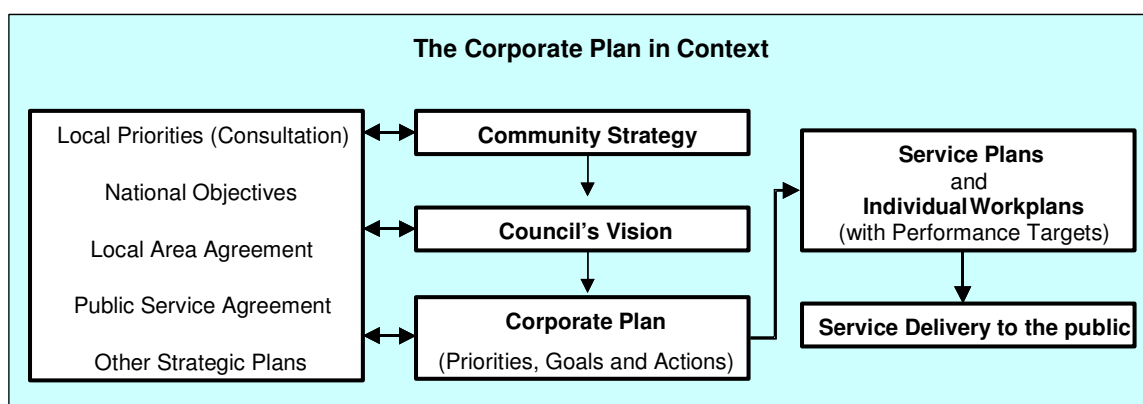 The Corporate Plan in Context
Local Priorities (Consultation)
National Objectives
Local Area Agreement
Public Service Agreement
Other Strategic Plans
Community Strategy
Council's Vision
Corporate Plan
(Priorities, Goals and Actions)
Service Plans
and
Individual Workplans
(with Performance Targets)
Service Delivery to the public